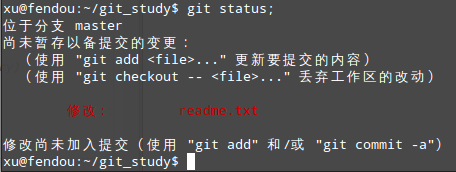 xu@fendou:~/git_study$ git status;
位于分支 master
尚未暂存以备提交的变更：
（使用 "git add <file>..." 更新要提交的内容）
（使用 "git checkout -- <file>..." 丢弃工作区的改动）
修改： readme.txt
修改尚未加入提交（使用 "git add" 和/或 "git commit -a"）
xu@fendou:~/git_study$